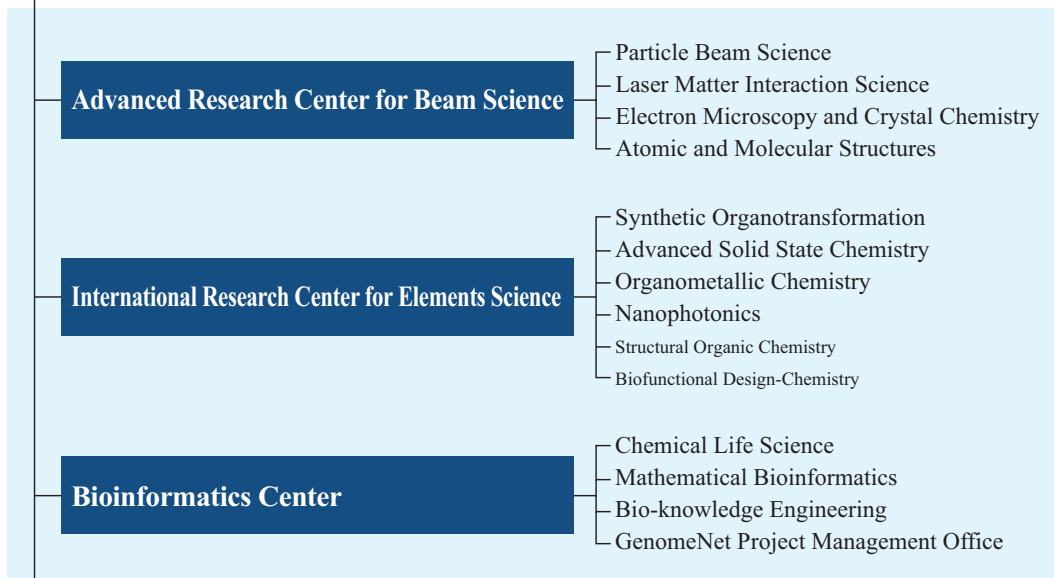 Advanced Research Center for Beam Science
Particle Beam Science
Laser Matter Interaction Science
Electron Microscopy and Crystal Chemistry
Atomic and Molecular Structures
International Research Center for Elements Science
Synthetic Organotransformation
Advanced Solid State Chemistry
Organometallic Chemistry
Nanophotonics
Structural Organic Chemistry
Biofunctional Design-Chemistry
Bioinformatics Center
Chemical Life Science
Mathematical Bioinformatics
Bio-knowledge Engineering
GenomeNet Project Management Office